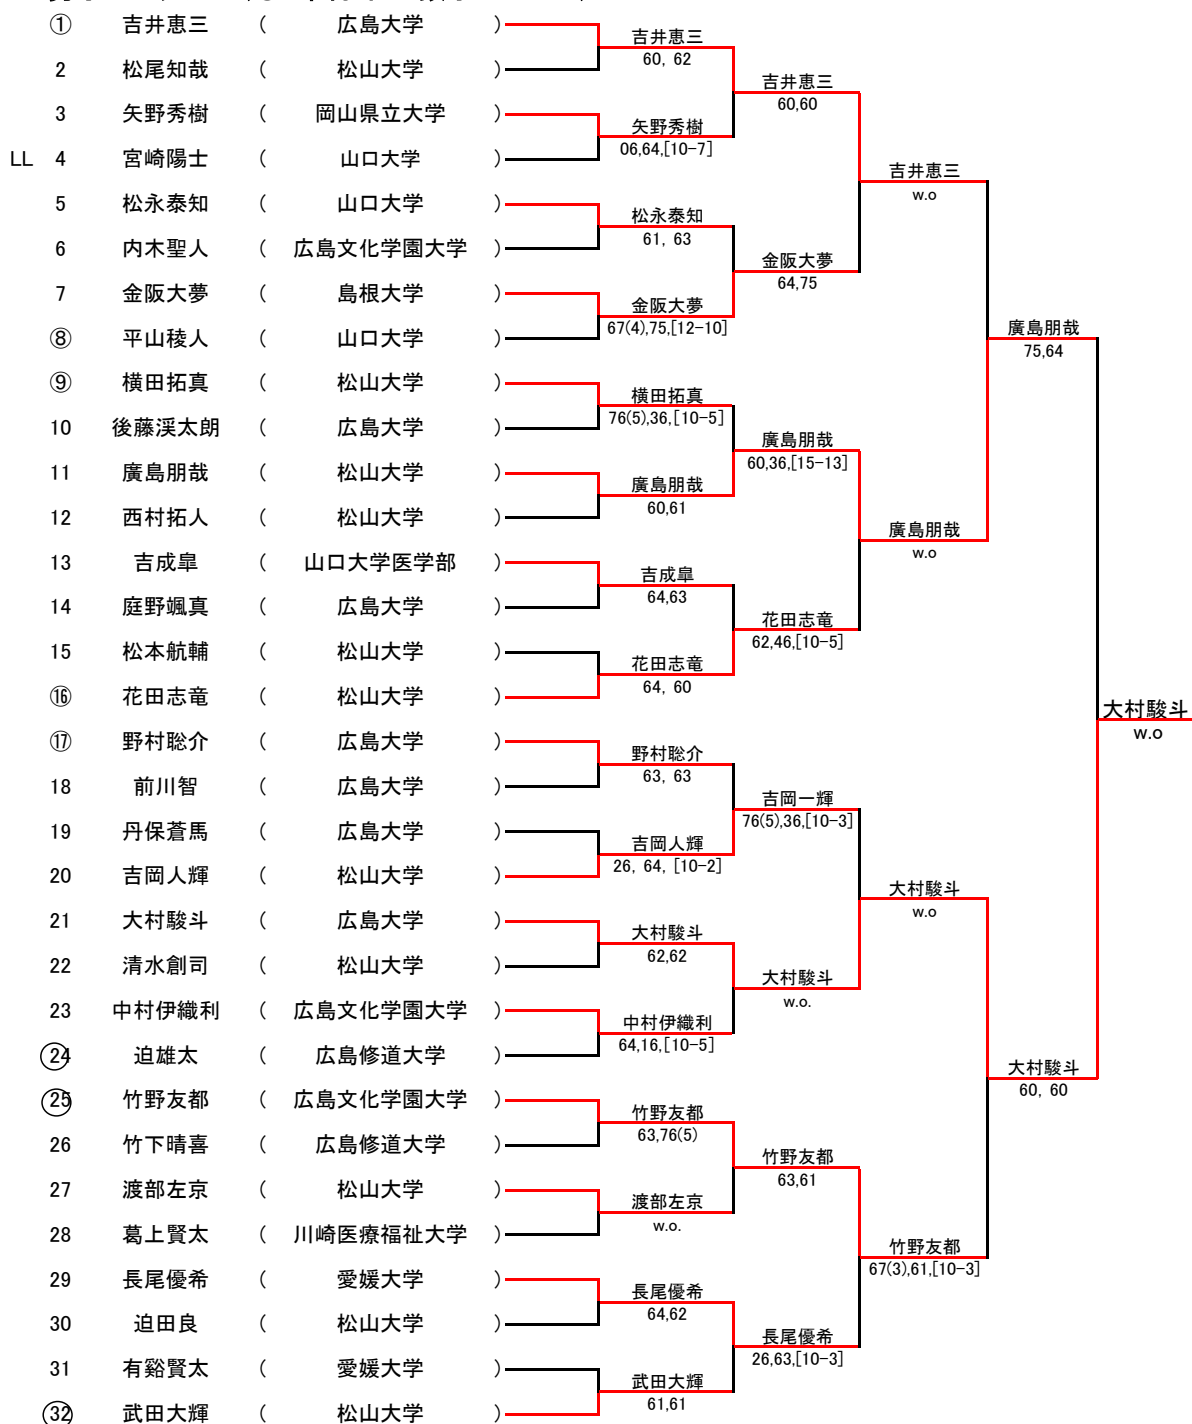 ① 吉井恵三 ( 広島大学 )
2 松尾知哉 ( 松山大学 )
3 矢野秀樹 ( 岡山県立大学 )
LL 4 宮崎陽士 ( 山口大学 )
5 松永泰知 ( 山口大学 )
6 内木聖人 ( 広島文化学園大学 )
7 金阪大夢 ( 島根大学 )
⑧ 平山稜人 ( 山口大学 )
⑨ 横田拓真 ( 松山大学 )
10 後藤渓太朗 ( 広島大学 )
11 廣島朋哉 ( 松山大学 )
12 西村拓人 ( 松山大学 )
13 吉成皐 ( 山口大学医学部 )
14 庭野颯真 ( 広島大学 )
15 松本航輔 ( 松山大学 )
⑯ 花田志竜 ( 松山大学 )
⑰ 野村聡介 ( 広島大学 )
18 前川智 ( 広島大学 )
19 丹保蒼馬 ( 広島大学 )
20 吉岡人輝 ( 松山大学 )
21 大村駿斗 ( 広島大学 )
22 清水創司 ( 松山大学 )
23 中村伊織利 ( 広島文化学園大学 )
24 迫雄太 ( 広島修道大学 )
25 竹野友都 ( 広島文化学園大学 )
26 竹下晴喜 ( 広島修道大学 )
27 渡部左京 ( 松山大学 )
28 葛上賢太 ( 川崎医療福祉大学 )
29 長尾優希 ( 愛媛大学 )
30 迫田良 ( 松山大学 )
31 有谿賢太 ( 愛媛大学 )
32 武田大輝 ( 松山大学 )
吉井恵三
60, 62
矢野秀樹
06,64,[10-7]
松永泰知
61, 63
金阪大夢
67(4),75,[12-10]
横田拓真
76(5),36,[10-5]
廣島朋哉
60,61
吉成皐
64,63
花田志竜
64, 60
野村聡介
63, 63
吉岡人輝
26, 64, [10-2]
大村駿斗
62,62
中村伊織利
64,16,[10-5]
竹野友都
63,76(5)
渡部左京
w.o.
長尾優希
64,62
武田大輝
61,61
吉井恵三
60,60
金阪大夢
64,75
廣島朋哉
60,36,[15-13]
花田志竜
62,46,[10-5]
吉岡一輝
76(5),36,[10-3]
大村駿斗
w.o.
竹野友都
63,61
長尾優希
26,63,[10-3]
吉井恵三
w.o
廣島朋哉
w.o
大村駿斗
w.o
竹野友都
67(3),61,[10-3]
廣島朋哉
75,64
大村駿斗
60, 60
大村駿斗
w.o